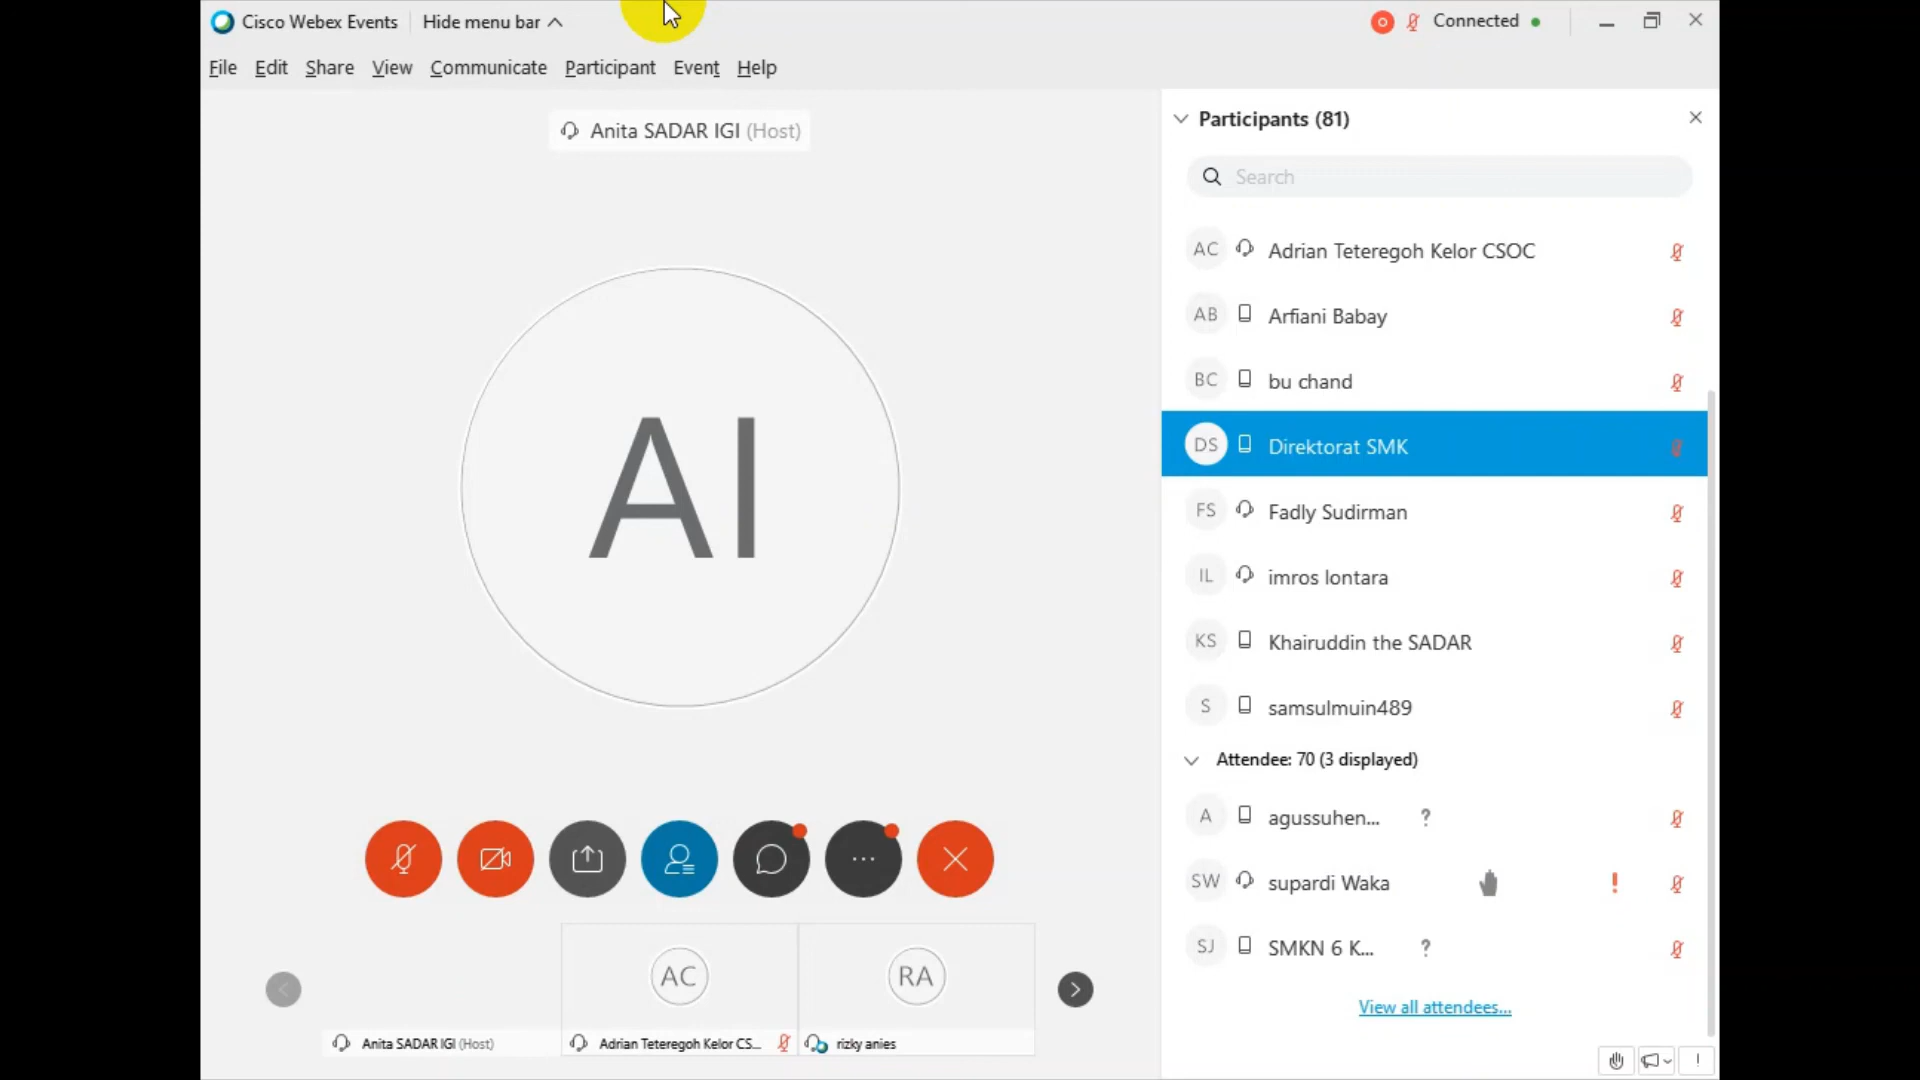 Cisco Webex Events
Hide menu bar
Connected
File Edit Share View Communicate Participant Event Help
Anita SADAR IGI (Host)
AI
Participants (81)
Search
AC Adrian Teteregoh Kelor CSOC
AB Arfiani Babay
BC bu chand
DS Direktorat SMK
FS Fadly Sudirman
IL imros lontara
KS Khairuddin the SADAR
S samsulmuin489
Attendee: 70 (3 displayed)
A agussuhen... ?
SW supardi Waka !
SJ SMKN 6 K... ?
View all attendees...
AC
RA
Anita SADAR IGI (Host)
Adrian Teteregoh Kelor CS...
rizky anies
!